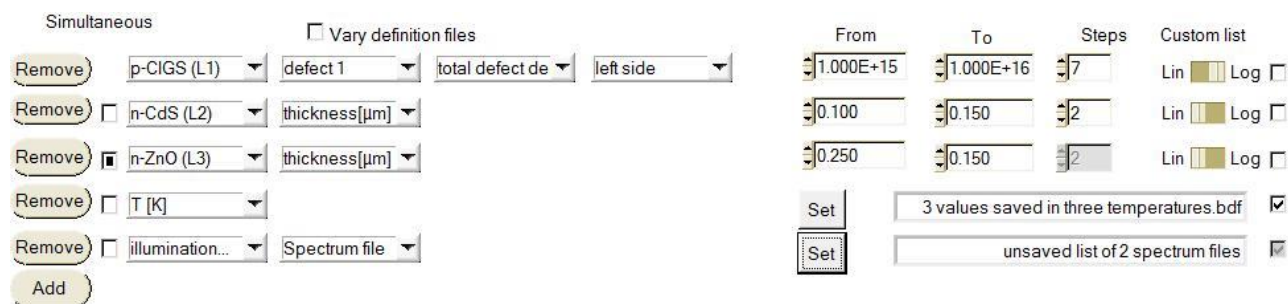 Simultaneous
Vary definition files
From To Steps Custom list
Remove p-CIGS (L1) defect 1 total defect de left side 1.000E+15 1.000E+16 7 Lin Log
Remove n-CdS (L2) thickness[µm] 0.100 0.150 2 Lin Log
Remove n-ZnO (L3) thickness[µm] 0.250 0.150 2 Lin Log
Remove T [K] Set 3 values saved in three temperatures.bdf
Remove illumination... Spectrum file Set unsaved list of 2 spectrum files
Add